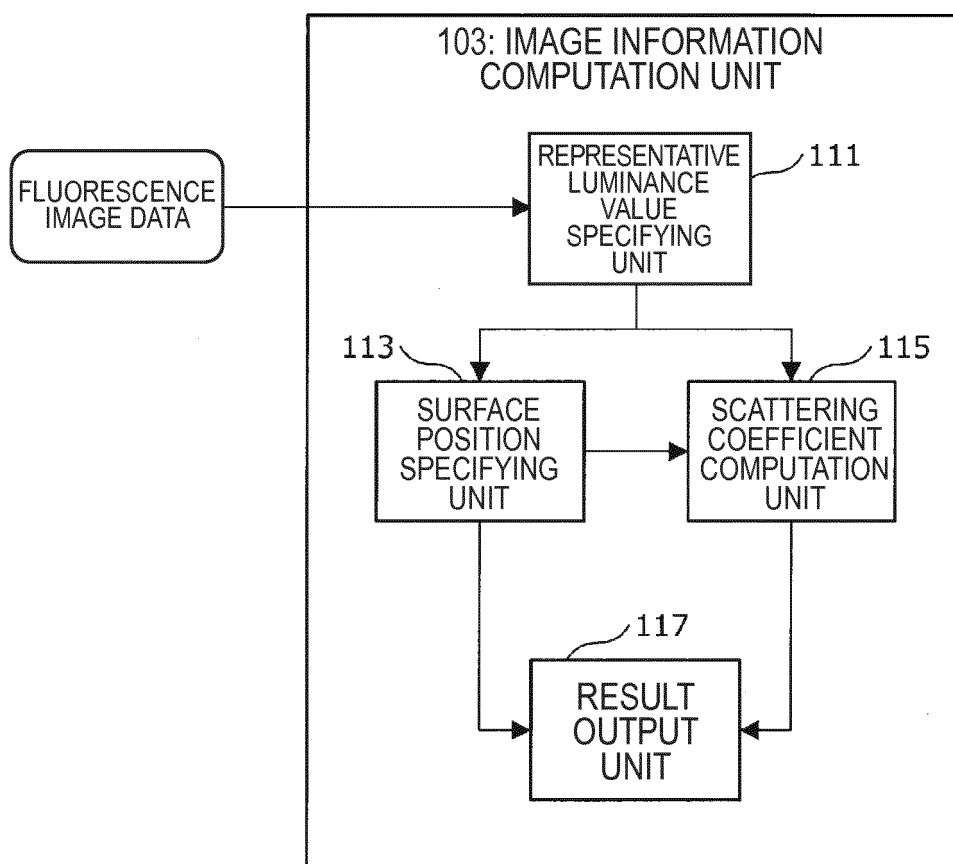 103: IMAGE INFORMATION
COMPUTATION UNIT
FLUORESCENCE
IMAGE DATA
REPRESENTATIVE
LUMINANCE
VALUE
SPECIFYING
UNIT
111
113
SURFACE
POSITION
SPECIFYING
UNIT
115
SCATTERING
COEFFICIENT
COMPUTATION
UNIT
117
RESULT
OUTPUT
UNIT